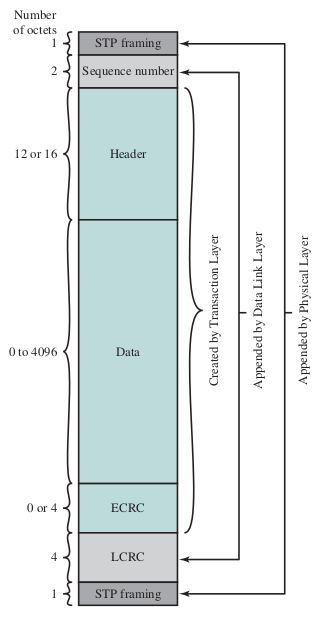 Number
of octets
1
STP framing
2
Sequence number
12 or 16
Header
0 to 4096
Data
0 or 4
ECRC
4
LCRC
1
STP framing
Created by Transaction Layer
Appended by Data Link Layer
Appended by Physical Layer